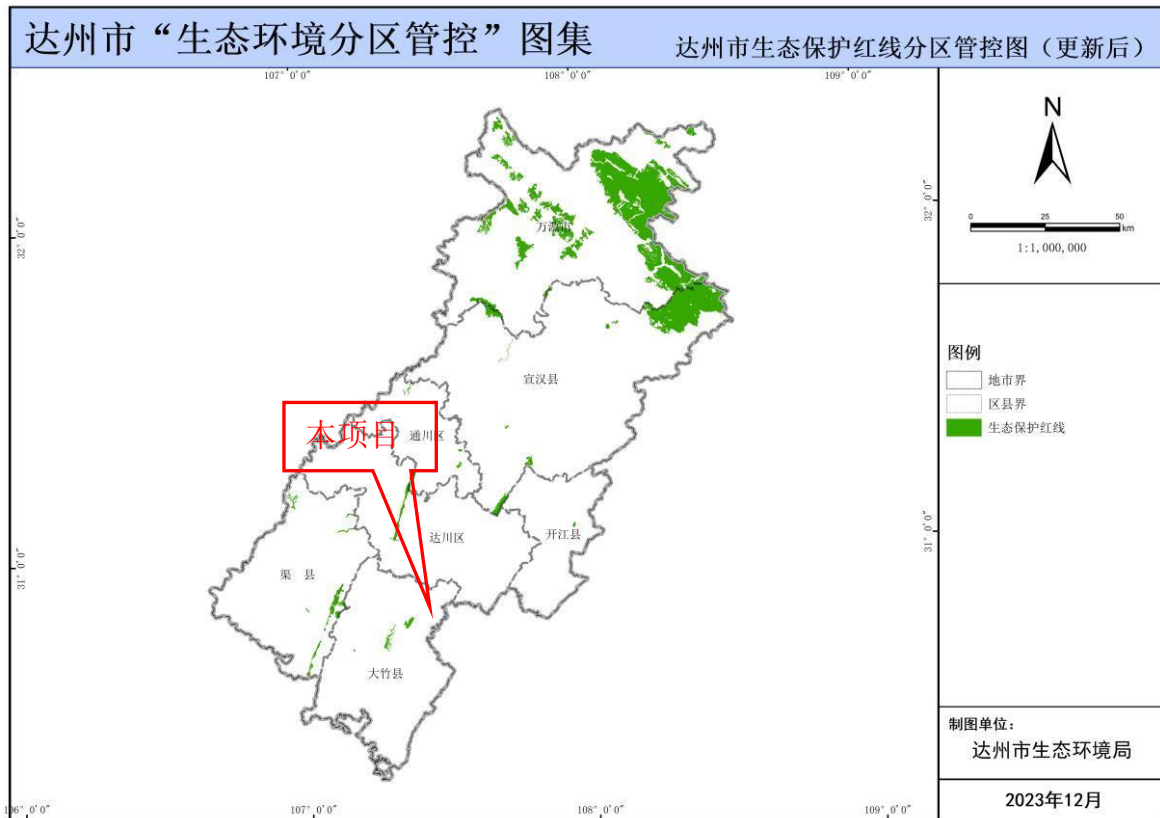 达州市“生态环境分区管控”图集
达州市生态保护红线分区管控图（更新后）
107° 0′ 0″
108° 0′ 0″
109° 0′ 0″
N
0 25 50
km
1:1,000,000
32° 0′ 0″
32° 0′ 0″
万源市
图例
地市界
区县界
生态保护红线
宣汉县
本项目
通川区
达川区
开江县
31° 0′ 0″
31° 0′ 0″
渠 县
大竹县
制图单位：
达州市生态环境局
2023年12月
106° 0′ 0″
107° 0′ 0″
108° 0′ 0″
109° 0′ 0″